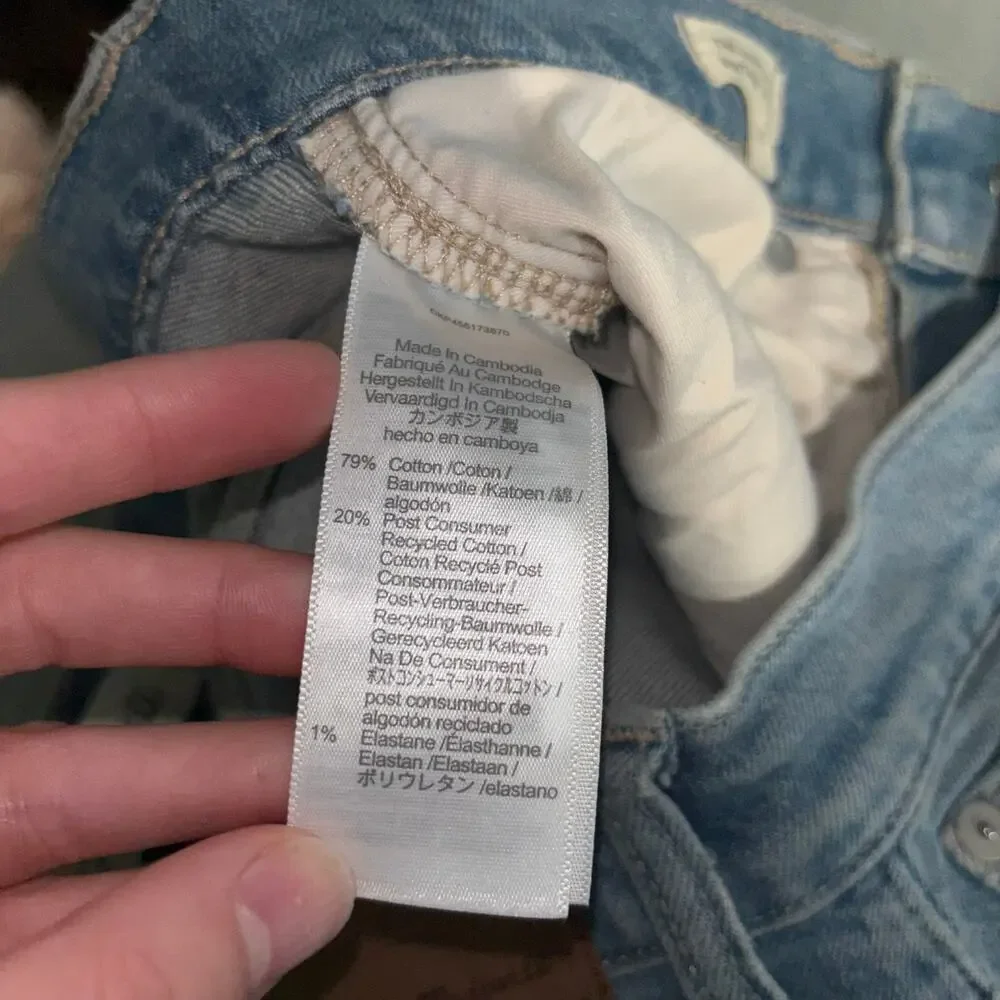 Made In Cambodia
Fabriqué Au Cambodge
Hergestellt In Kambodscha
Vervaardigd In Cambodja
カンボジア製
hecho en camboya
79% Cotton /Coton /
Baumwolle /Katoen /綿 /
algodón
20% Post Consumer
Recycled Cotton /
Coton Recyclé Post
Consommateur /
Post-Verbraucher-
Recycling-Baumwolle /
Gerecycleerd Katoen
Na De Consument /
ポストコンシューマーリサイクルコットン /
post consumidor de
algodón reciclado
1% Elastane /Élasthanne /
Elastan /Elastaan /
ポリウレタン /elastano